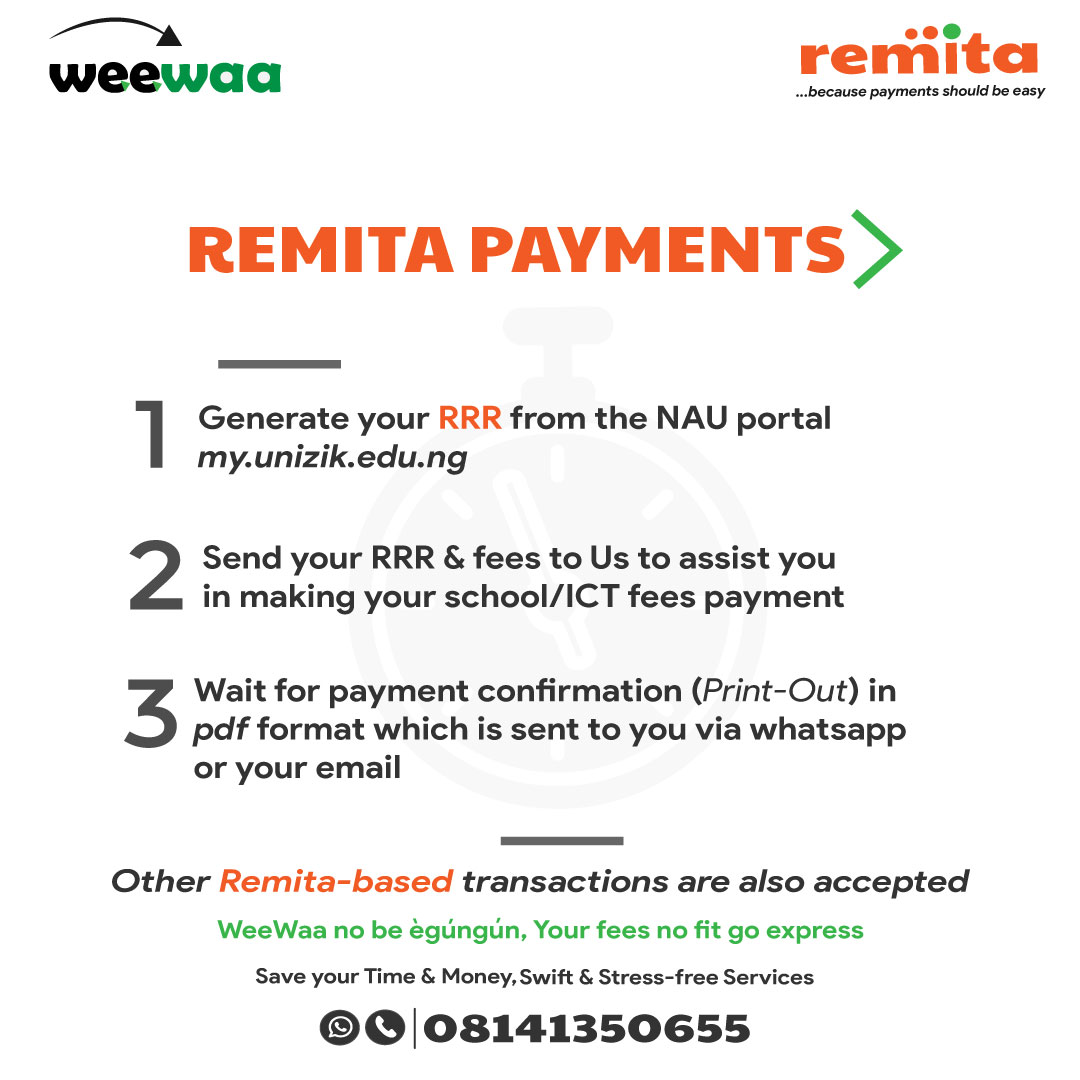 weewaa
remita
...because payments should be easy
REMITA PAYMENTS
1
Generate your RRR from the NAU portal
my.unizik.edu.ng
2
Send your RRR & fees to Us to assist you
in making your school/ICT fees payment
3
Wait for payment confirmation (Print-Out) in
pdf format which is sent to you via whatsapp
or your email
Other Remita-based transactions are also accepted
WeeWaa no be ègúngún, Your fees no fit go express
Save your Time & Money, Swift & Stress-free Services
08141350655